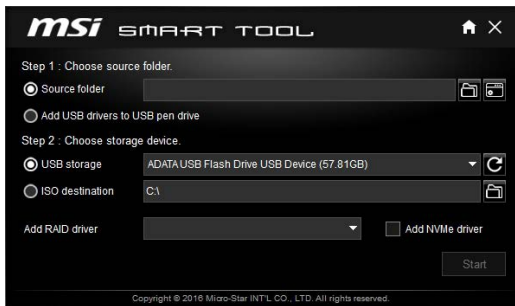 msi SMART TOOL
Step 1 : Choose source folder.
Source folder
Add USB drivers to USB pen drive
Step 2 : Choose storage device.
USB storage ADATA USB Flash Drive USB Device (57.81GB)
ISO destination C:\
Add RAID driver Add NVMe driver
Start
Copyright © 2016 Micro-Star INT'L CO., LTD. All rights reserved.